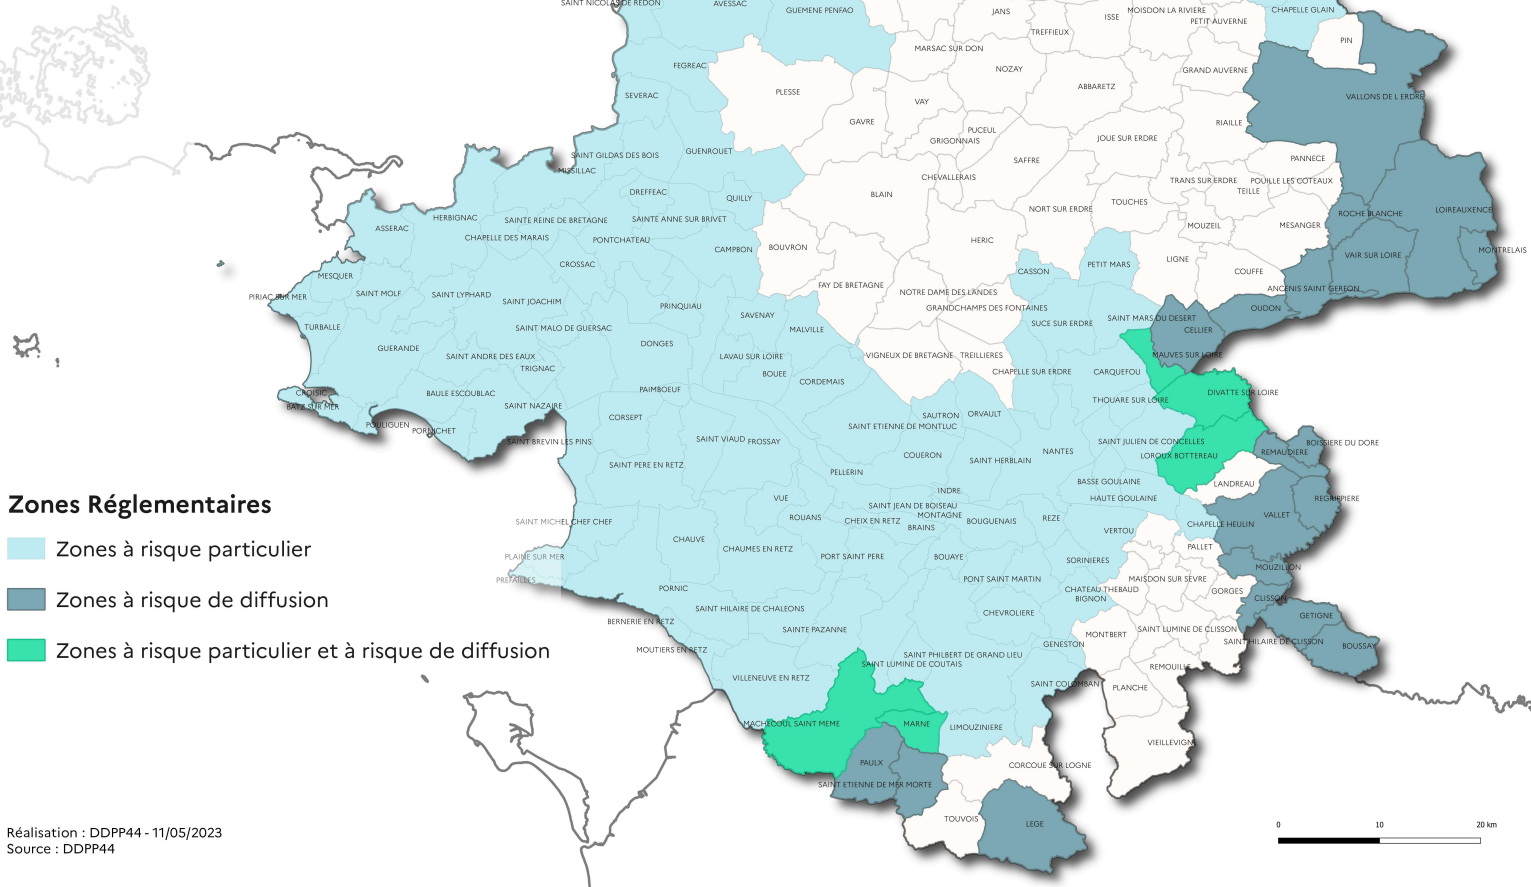 SAINT NICOLAS DE REDON
AVESSAC
GUEMENE PENFAO
JANS
ISSE
MOISDON LA RIVIERE
PETIT AUVERNE
CHAPELLE GLAIN
TREFFIEUX
MARSAC SUR DON
PIN
FEGREAC
NOZAY
GRAND AUVERNE
ABBARETZ
PLESSE
SEVERAC
VAY
VALLONS DE L ERDRE
GAVRE
RIAILLE
PUCEUL
GRIGONNAIS
JOUE SUR ERDRE
SAINT GILDAS DES BOIS
GUENROUET
SAFFRE
PANNECE
MISSILLAC
CHEVALLERAIS
TRANS SUR ERDRE
POUILLE LES COTEAUX
TEILLE
DREFFEAC
QUILLY
BLAIN
TOUCHES
NORT SUR ERDRE
ROCHE BLANCHE
LOIREAUXENCE
HERBIGNAC
SAINTE REINE DE BRETAGNE
SAINTE ANNE SUR BRIVET
ASSERAC
MOUZEIL
MESANGER
CHAPELLE DES MARAIS
PONTCHATEAU
CAMPBON
BOUVRON
HERIC
MONTRELAIS
VAIR SUR LOIRE
CROSSAC
PETIT MARS
LIGNE
CASSON
COUFFE
MESQUER
FAY DE BRETAGNE
NOTRE DAME DES LANDES
ANCENIS SAINT GEREON
PIRIAC SUR MER
SAINT MOLF
SAINT LYPHARD
SAINT JOACHIM
PRINQUIAU
GRANDCHAMPS DES FONTAINES
OUDON
SAVENAY
SAINT MARS DU DESERT
TURBALLE
SAINT MALO DE GUERSAC
MALVILLE
SUCE SUR ERDRE
CELLIER
GUERANDE
DONGES
SAINT ANDRE DES EAUX
LAVAU SUR LOIRE
VIGNEUX DE BRETAGNE
TREILLIERES
MAUVES SUR LOIRE
TRIGNAC
BOUEE
CORDEMAIS
CHAPELLE SUR ERDRE
CARQUEFOU
CROISIC
BAULE ESCOUBLAC
PAIMBOEUF
DIVATTE SUR LOIRE
BATZ SUR MER
SAINT NAZAIRE
THOUARE SUR LOIRE
CORSEPT
SAUTRON
ORVAULT
POULIGUEN
PORNICHET
SAINT ETIENNE DE MONTLUC
SAINT BREVIN LES PINS
SAINT VIAUD
FROSSAY
SAINT JULIEN DE CONCELLES
BOISSIERE DU DORE
COUERON
NANTES
LOROUX BOTTEREAU
REMAUDIERE
SAINT PERE EN RETZ
PELLERIN
SAINT HERBLAIN
BASSE GOULAINE
LANDREAU
INDRE
HAUTE GOULAINE
REGRIPPIERE
VUE
SAINT JEAN DE BOISEAU
MONTAGNE
VALLET
SAINT MICHEL CHEF CHEF
ROUANS
CHEIX EN RETZ
BRAINS
BOUGUENAIS
REZE
CHAPELLE HEULIN
VERTOU
CHAUVE
CHAUMES EN RETZ
PALLET
PLAINE SUR MER
PORT SAINT PERE
BOUAYE
SORINIERES
MOUZILLON
PREFAILLES
PONT SAINT MARTIN
MAISDON SUR SEVRE
PORNIC
CHATEAU THEBAUD
GORGES
BIGNON
CLISSON
SAINT HILAIRE DE CHALEONS
CHEVROLIERE
GETIGNE
BERNERIE EN RETZ
SAINTE PAZANNE
MONTBERT
SAINT LUMINE DE CLISSON
SAINT HILAIRE DE CLISSON
BOUSSAY
MOUTIERS EN RETZ
GENESTON
SAINT PHILBERT DE GRAND LIEU
SAINT LUMINE DE COUTAIS
REMOUILLE
VILLENEUVE EN RETZ
SAINT COLOMBAN
PLANCHE
MACHECOUL SAINT MEME
MARNE
LIMOUZINIERE
VIEILLEVIGNE
PAULX
CORCOUE SUR LOGNE
SAINT ETIENNE DE MER MORTE
TOUVOIS
LEGE
Zones Réglementaires
Zones à risque particulier
Zones à risque de diffusion
Zones à risque particulier et à risque de diffusion
Réalisation : DDPP44 - 11/05/2023
Source : DDPP44
0 10 20 km